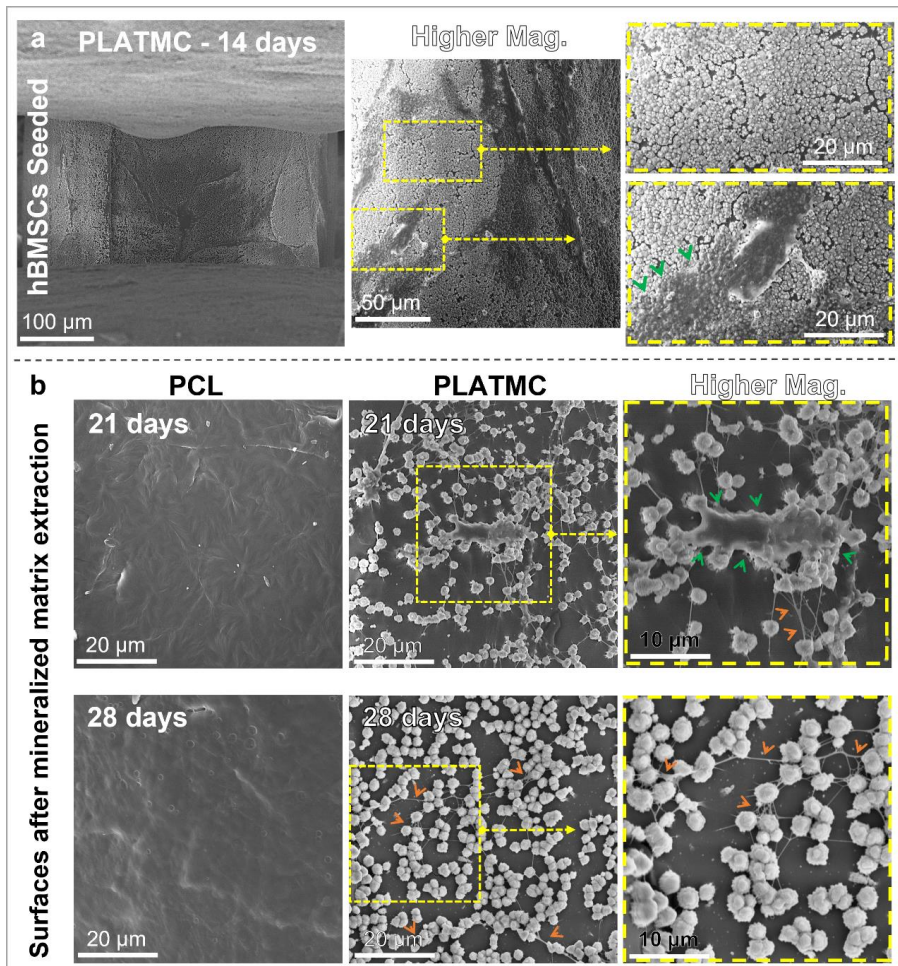 a
PLATMC - 14 days
Higher Mag.
hBMSCs Seeded
100 µm
50 µm
20 µm
20 µm
b
PCL
PLATMC
Higher Mag.
Surfaces after mineralized matrix extraction
21 days
21 days
20 µm
20 µm
10 µm
28 days
28 days
20 µm
20 µm
10 µm